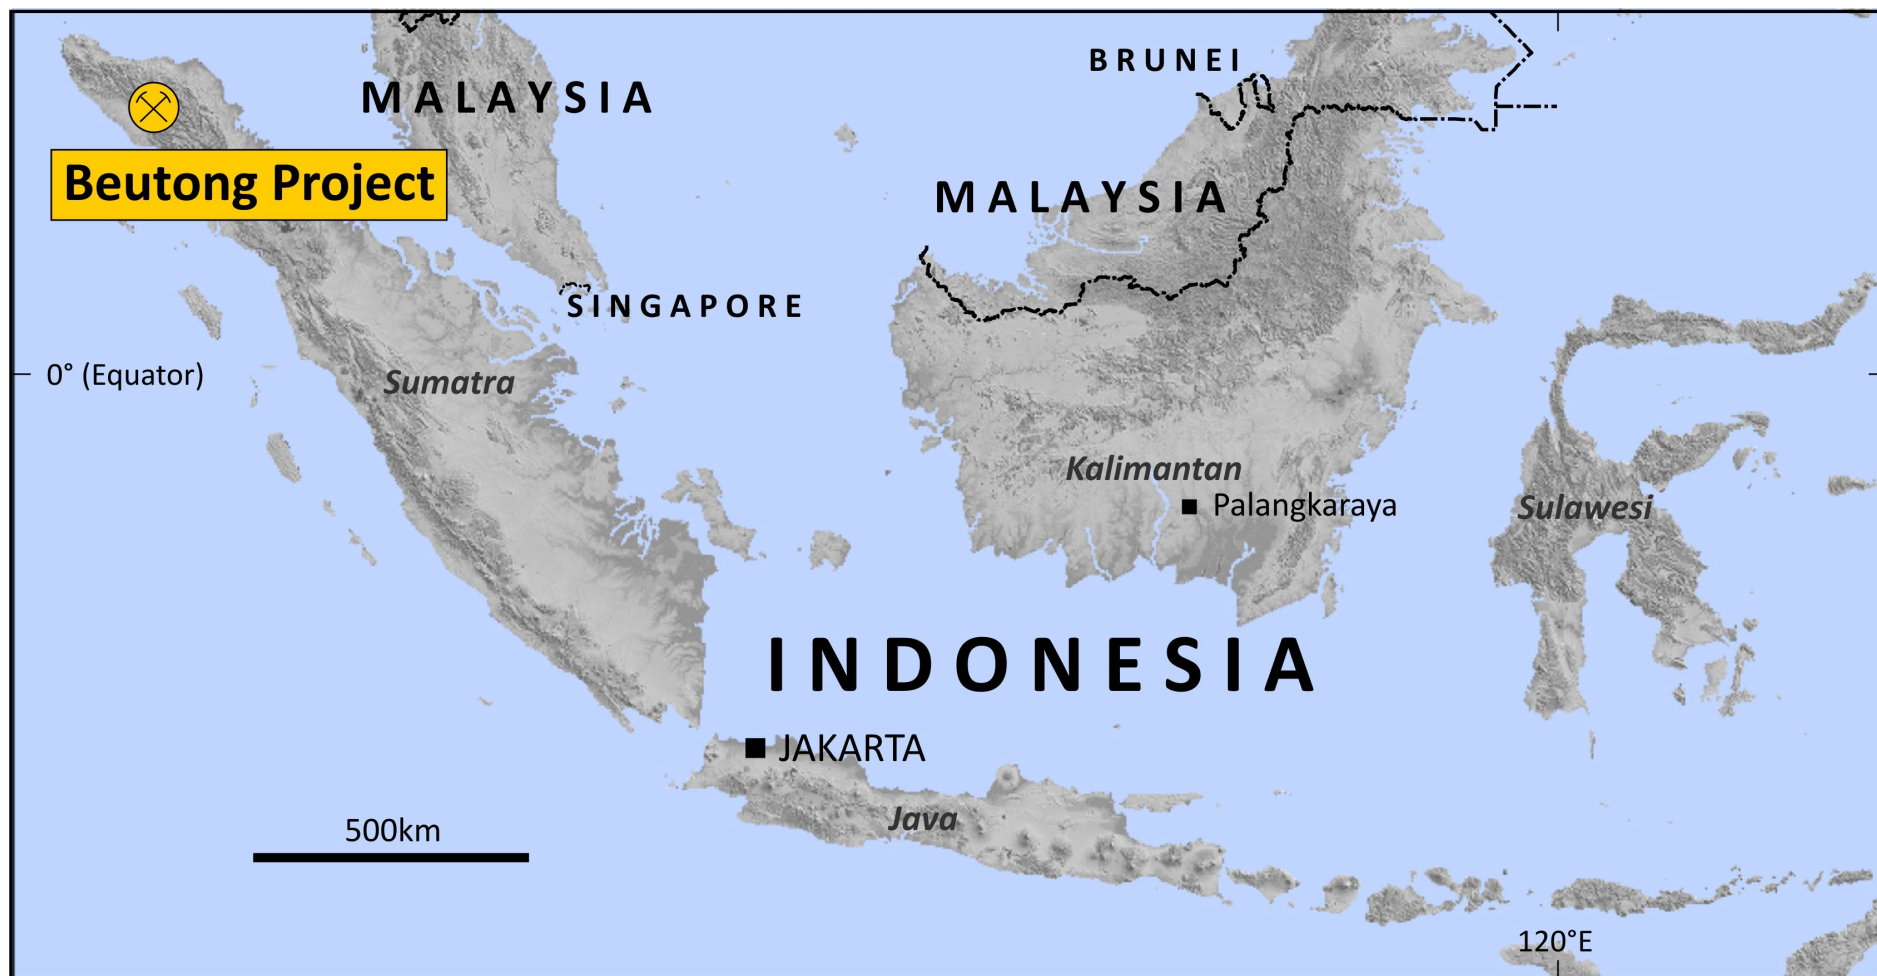 BRUNEI
MALAYSIA
Beutong Project
MALAYSIA
SINGAPORE
0° (Equator)
Sumatra
Kalimantan
Palangkaraya
Sulawesi
INDONESIA
JAKARTA
Java
500km
120°E